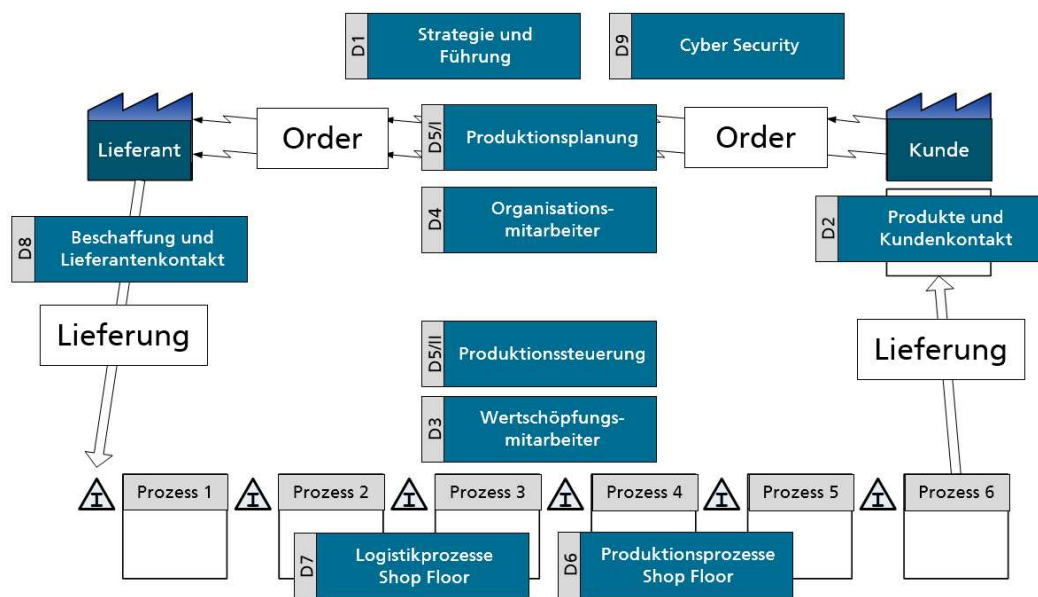 D1
Strategie und
Führung
D9
Cyber Security
Lieferant
Order
D5/I
Produktionsplanung
Order
Kunde
D8
Beschaffung und
Lieferantenkontakt
D4
Organisations-
mitarbeiter
D2
Produkte und
Kundenkontakt
Lieferung
D5/II
Produktionssteuerung
Lieferung
D3
Wertschöpfungs-
mitarbeiter
I
Prozess 1
I
Prozess 2
I
Prozess 3
I
Prozess 4
I
Prozess 5
I
Prozess 6
D7
Logistikprozesse
Shop Floor
D6
Produktionsprozesse
Shop Floor